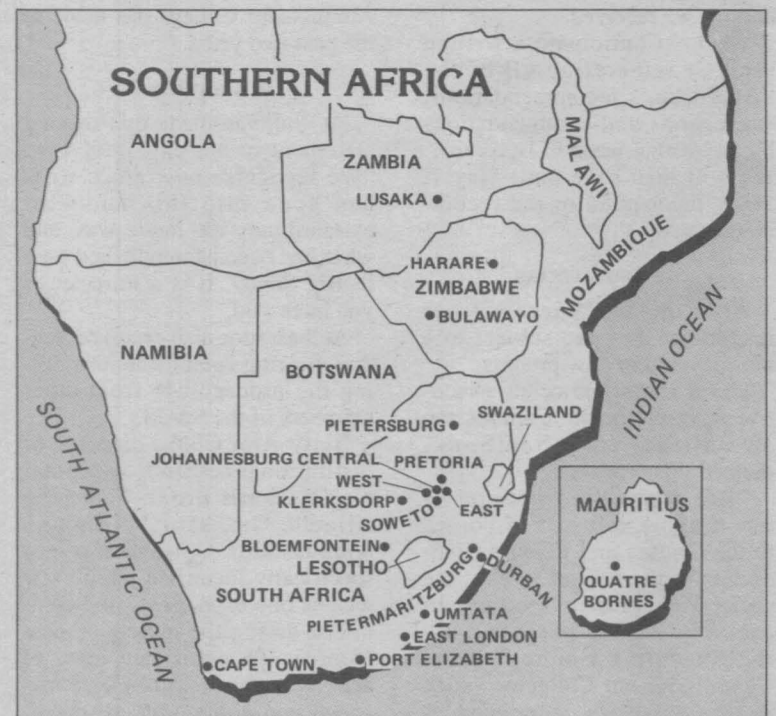 SOUTHERN AFRICA
ANGOLA
ZAMBIA
MALAWI
LUSAKA
MOZAMBIQUE
HARARE
ZIMBABWE
BULAWAYO
INDIAN OCEAN
NAMIBIA
BOTSWANA
SOUTH ATLANTIC OCEAN
SWAZILAND
PIETERSBURG
JOHANNESBURG CENTRAL
PRETORIA
WEST
KLERKSDORP
EAST
SOWETO
MAURITIUS
BLOEMFONTEIN
LESOTHO
DURBAN
QUATRE
BORNES
SOUTH AFRICA
PIETERMARITZBURG
UMTATA
EAST LONDON
CAPE TOWN
PORT ELIZABETH